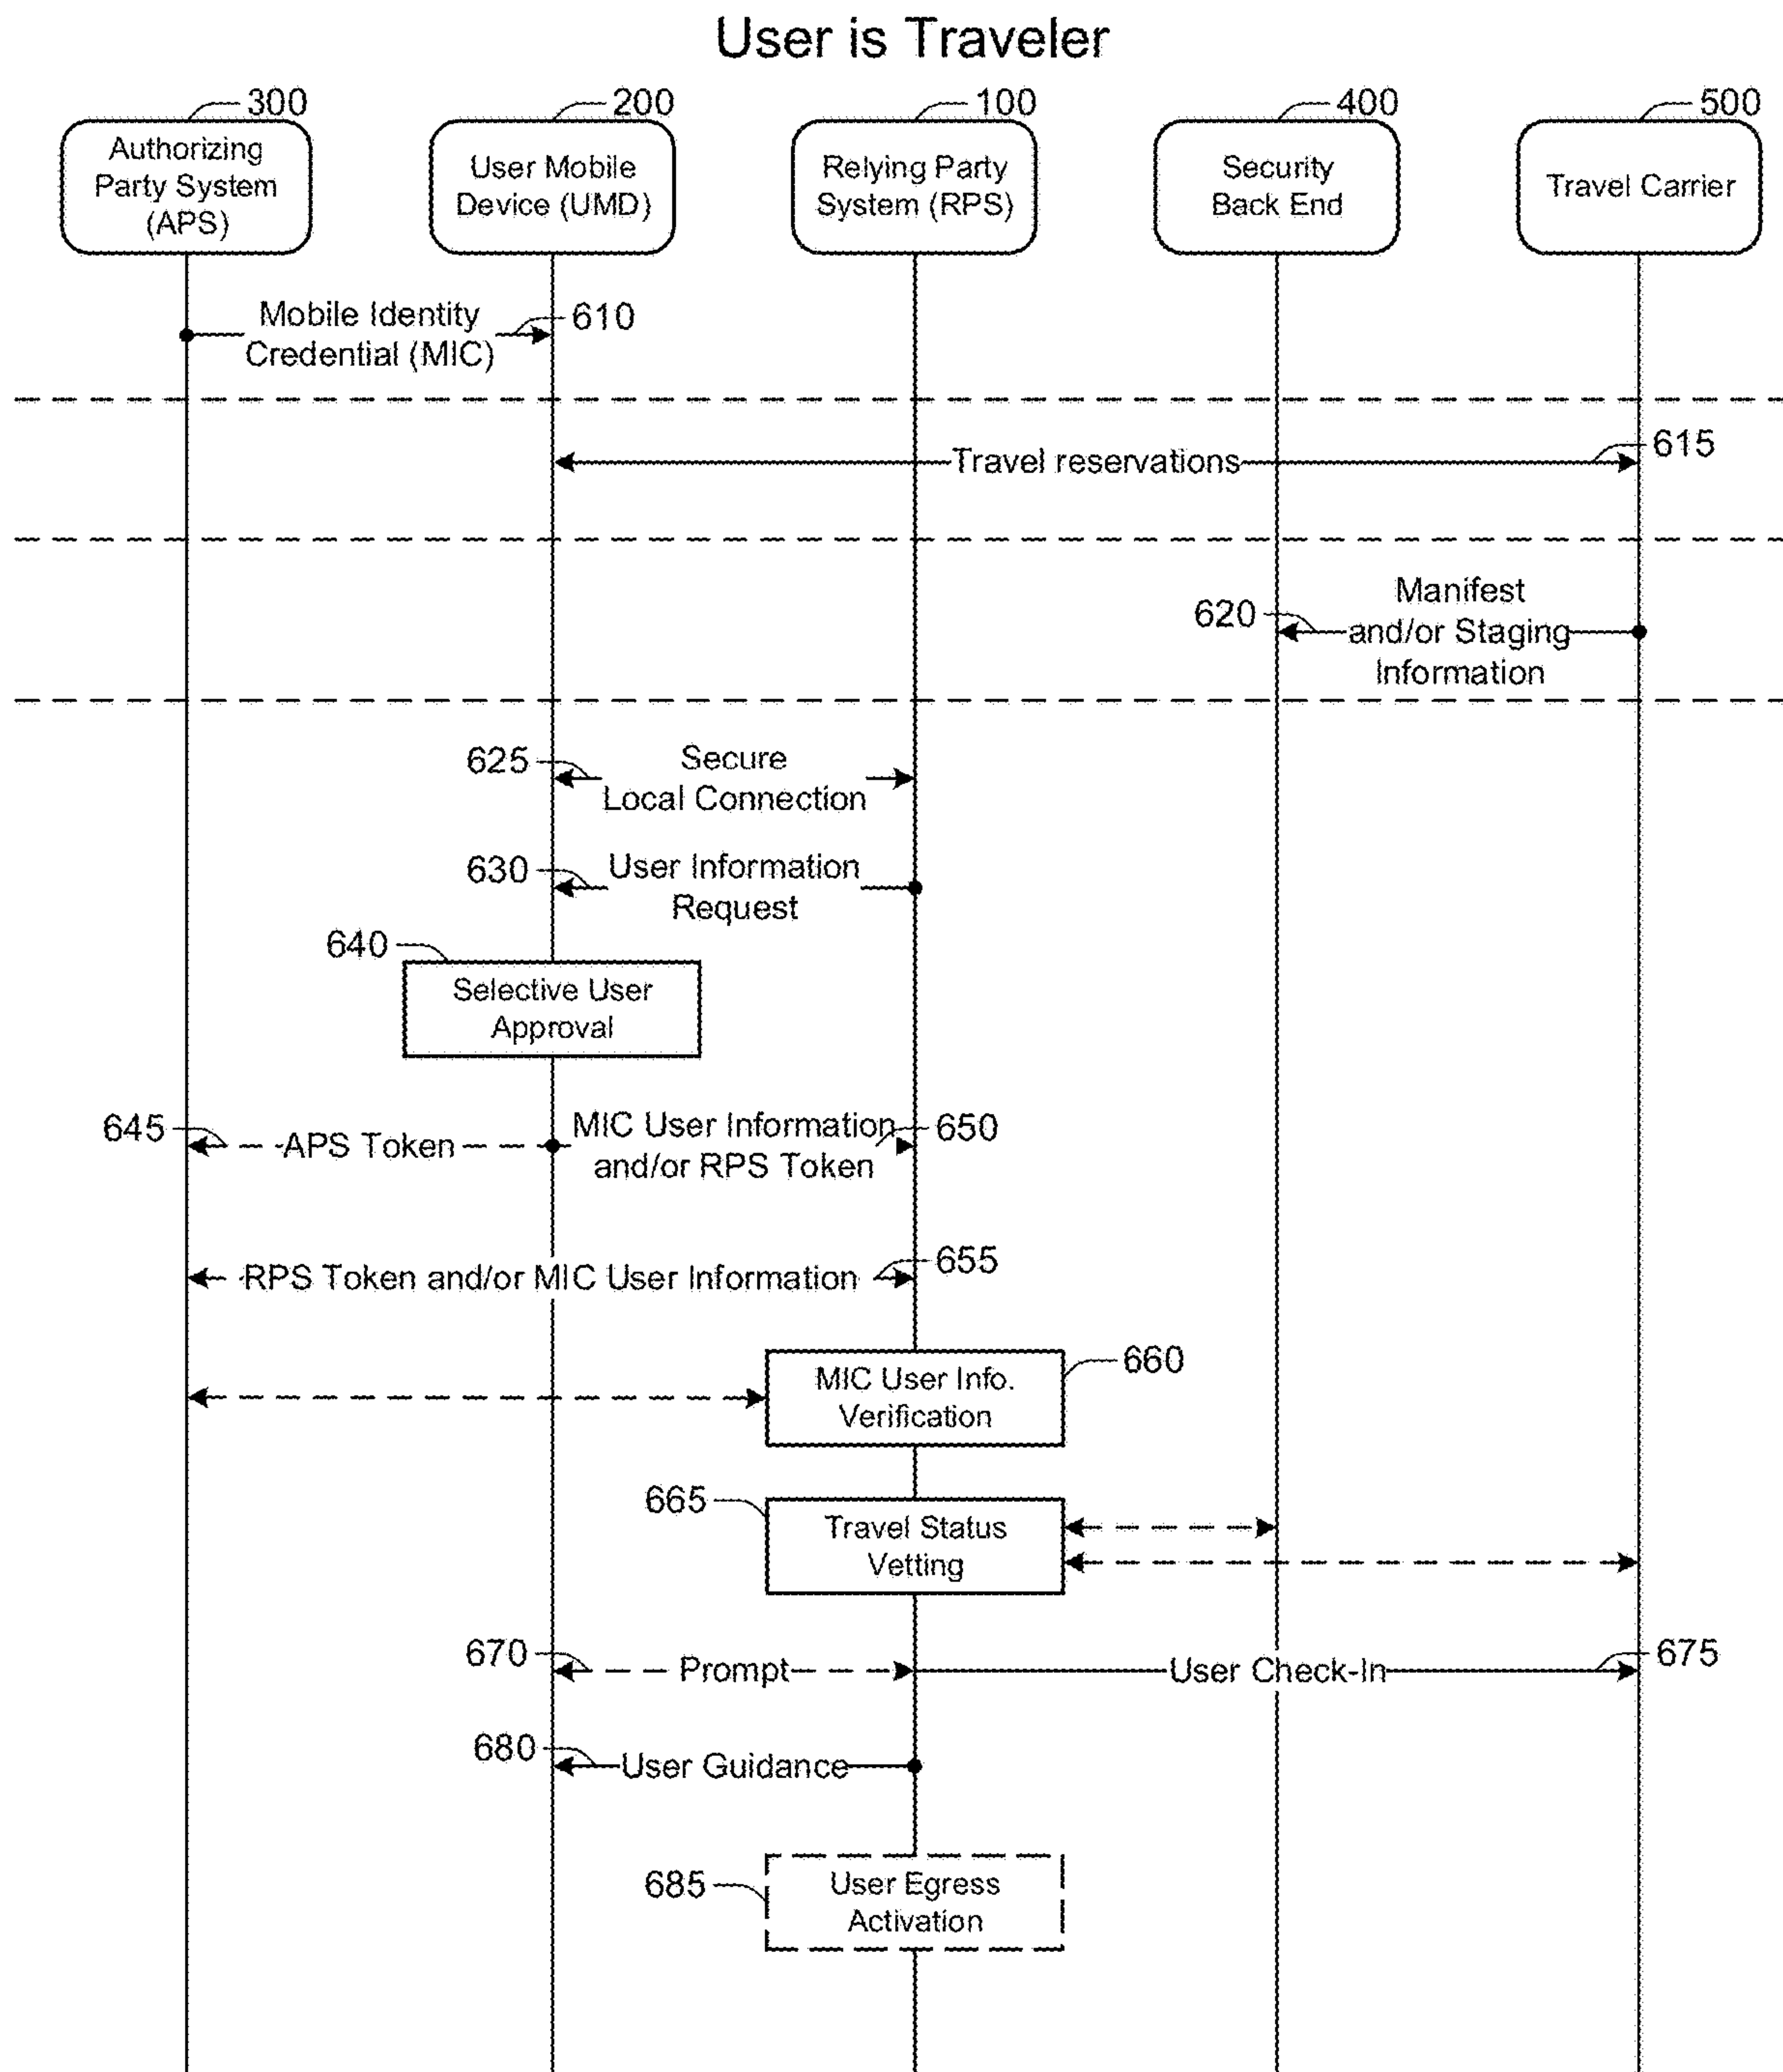 User is Traveler
300
200
100
400
500
Authorizing
Party System
(APS)
User Mobile
Device (UMD)
Relying Party
System (RPS)
Security
Back End
Travel Carrier
Mobile Identity
Credential (MIC)
610
Travel reservations
615
620
Manifest
and/or Staging
Information
625
Secure
Local Connection
630
User Information
Request
640
Selective User
Approval
645
APS Token
MIC User Information
and/or RPS Token
650
RPS Token and/or MIC User Information
655
MIC User Info.
Verification
660
665
Travel Status
Vetting
670
Prompt
User Check-In
675
680
User Guidance
685
User Egress
Activation